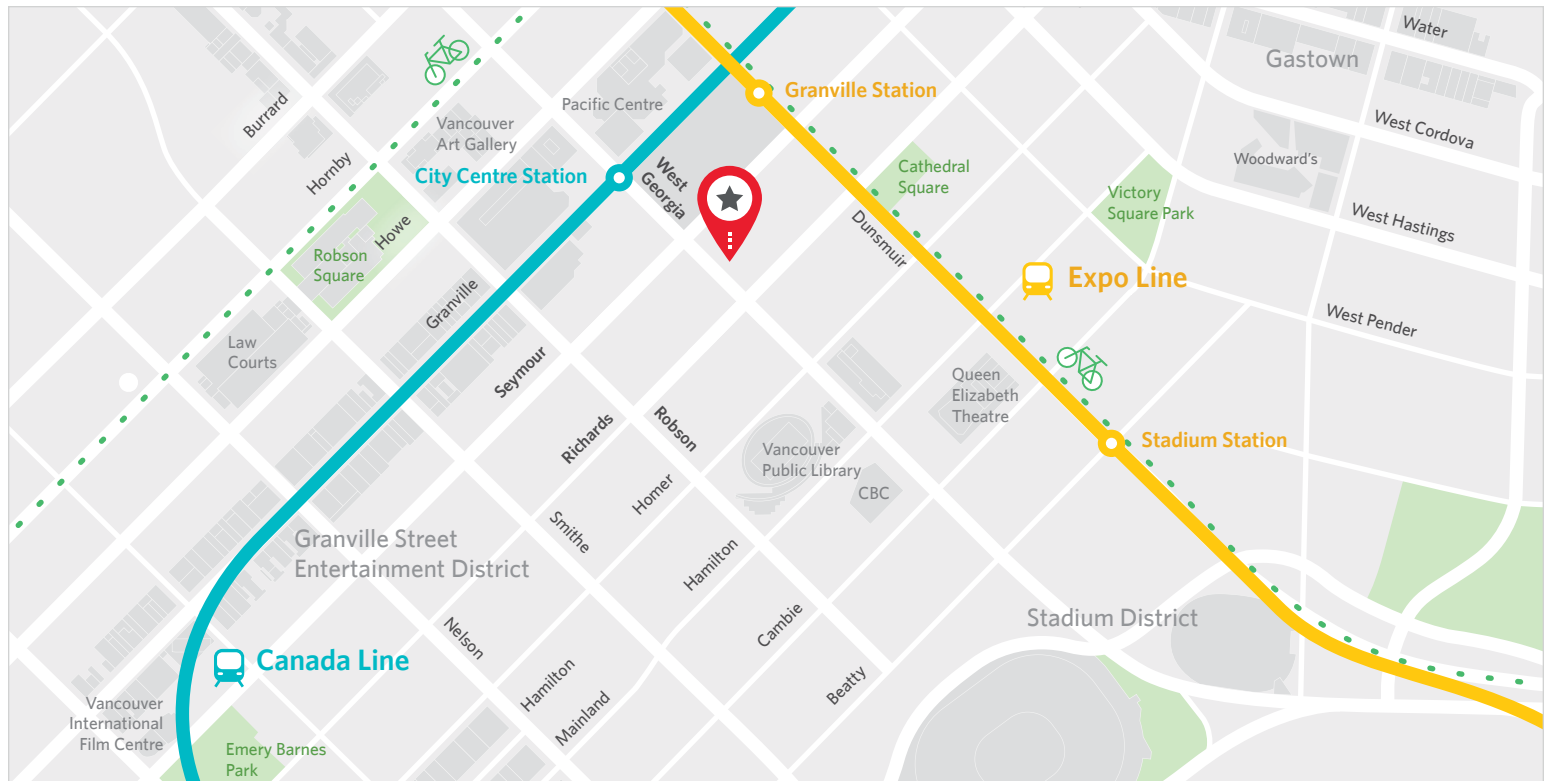 Water
Gastown
Granville Station
Pacific Centre
Burrard
Vancouver
Art Gallery
West Cordova
Woodward's
Hornby
City Centre Station
West
Georgia
Cathedral
Square
Victory
Square Park
West Hastings
Howe
Dunsmuir
Robson
Square
Expo Line
Granville
West Pender
Law
Courts
Seymour
Queen
Elizabeth
Theatre
Richards
Robson
Stadium Station
Vancouver
Public Library
Homer
CBC
Smithe
Granville Street
Entertainment District
Hamilton
Stadium District
Cambie
Nelson
Canada Line
Hamilton
Beatty
Mainland
Vancouver
International
Film Centre
Emery Barnes
Park